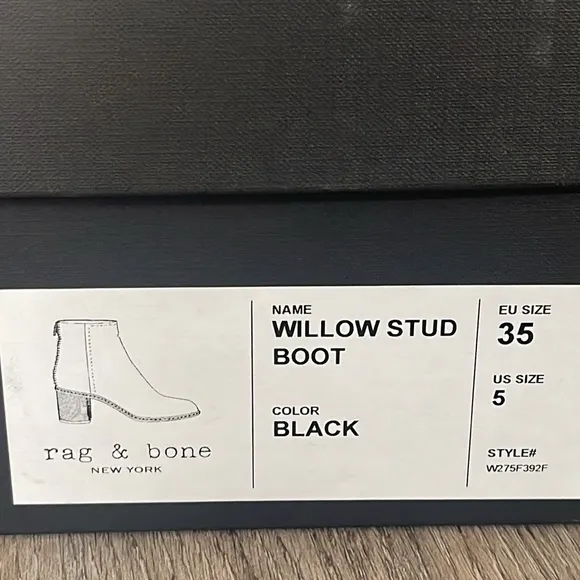 rag & bone
NEW YORK
NAME
WILLOW STUD
BOOT
COLOR
BLACK
EU SIZE
35
US SIZE
5
STYLE#
W275F392F